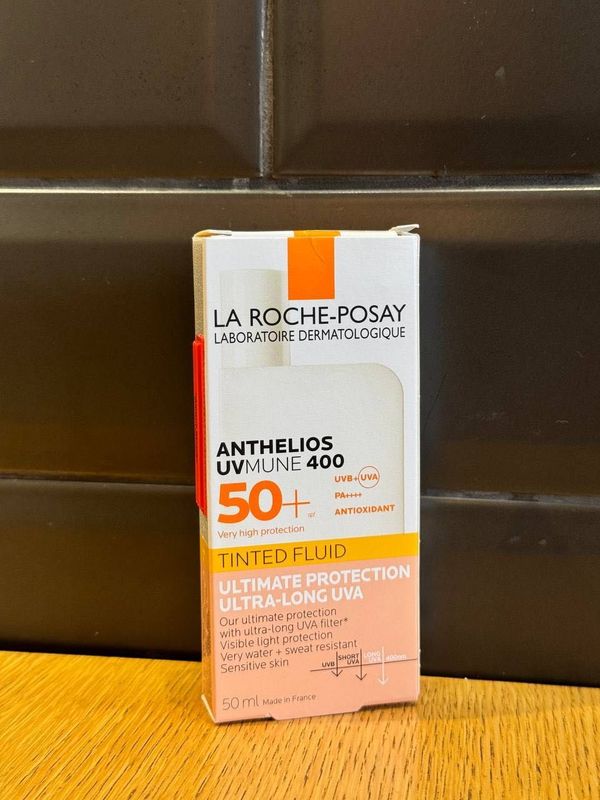 LA ROCHE-POSAY
LABORATOIRE DERMATOLOGIQUE
ANTHELIOS
UVMUNE 400
50+
SPF
Very high protection
UVB+UVA
PA++++
ANTIOXIDANT
TINTED FLUID
ULTIMATE PROTECTION
ULTRA-LONG UVA
Our ultimate protection
with ultra-long UVA filter*
Visible light protection
Very water + sweat resistant
Sensitive skin
UVB
SHORT
UVA
LONG
UVA
400nm
50 ml Made in France